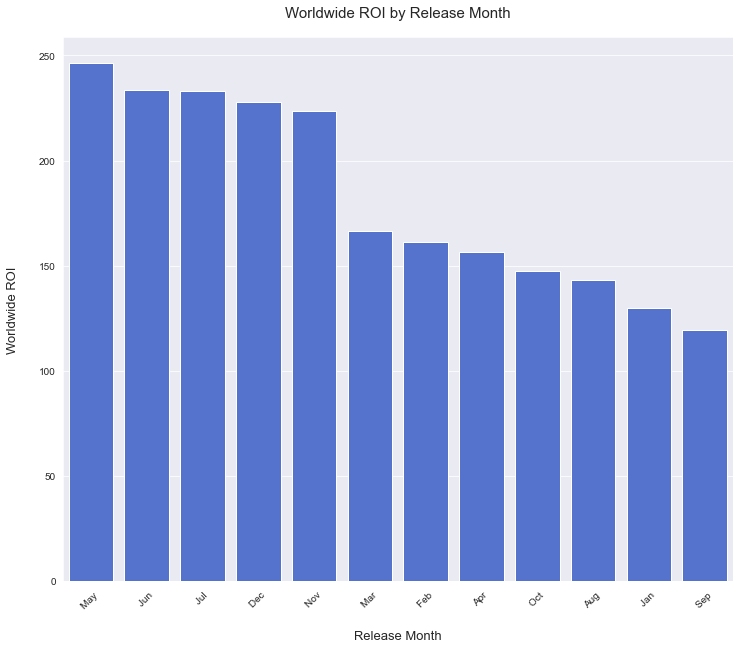 Worldwide ROI by Release Month
250
200
150
100
50
0
Worldwide ROI
May Jun Jul Dec Nov Mar Feb Apr Oct Aug Jan Sep
Release Month